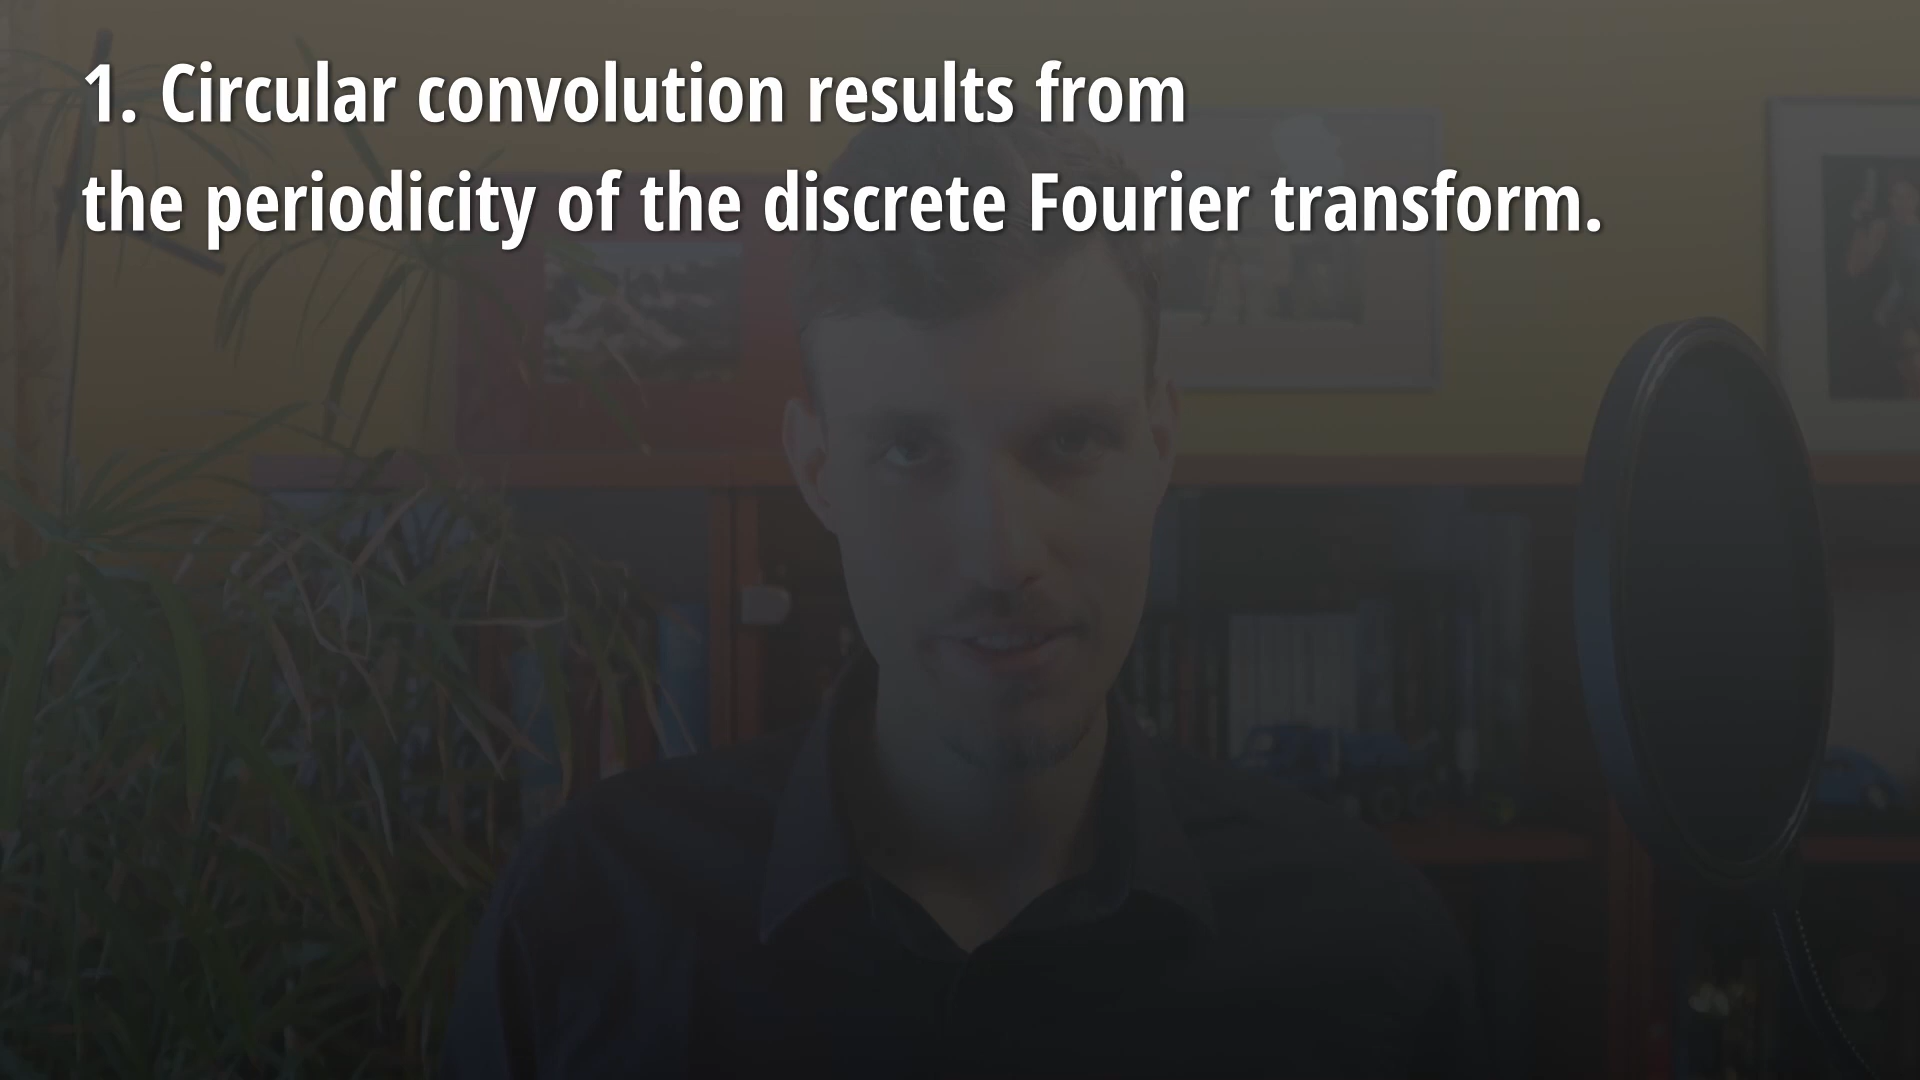 1. Circular convolution results from
the periodicity of the discrete Fourier transform.